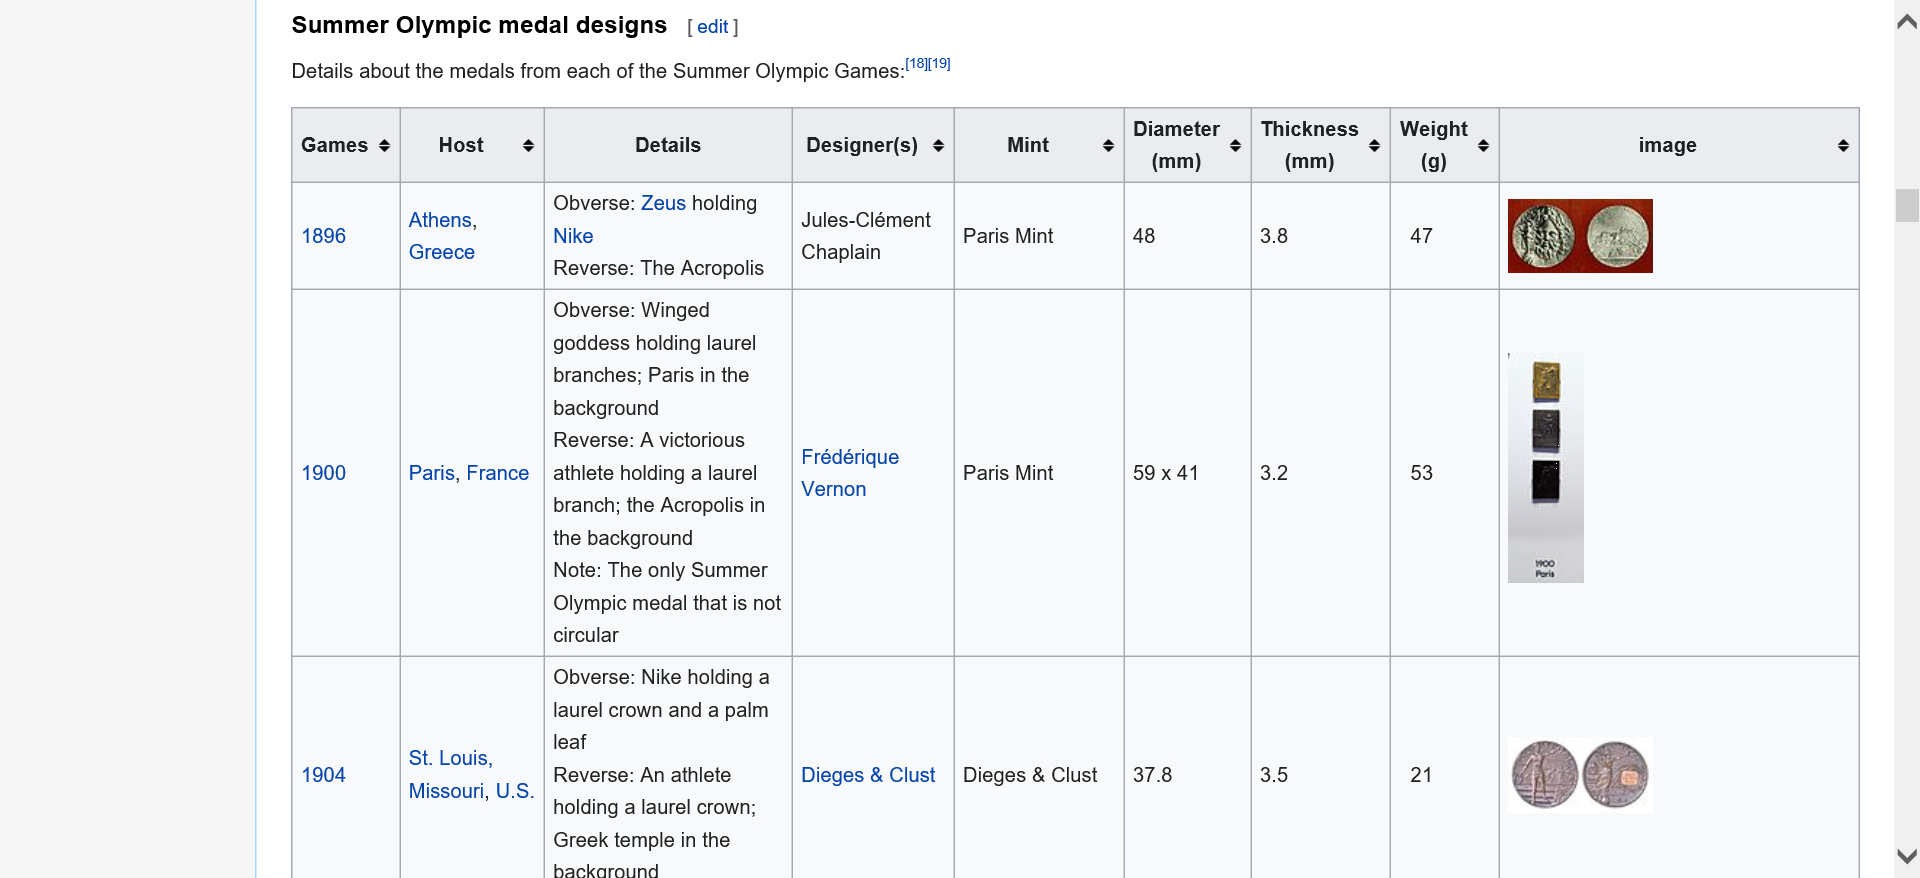 Summer Olympic medal designs [ edit ]
Details about the medals from each of the Summer Olympic Games:[18][19]
Games
Host
Details
Designer(s)
Mint
Diameter
(mm)
Thickness
(mm)
Weight
(g)
image
1896
Athens,
Greece
Obverse: Zeus holding
Nike
Reverse: The Acropolis
Jules-Clément
Chaplain
Paris Mint
48
3.8
47
1900
Paris, France
Obverse: Winged
goddess holding laurel
branches; Paris in the
background
Reverse: A victorious
athlete holding a laurel
branch; the Acropolis in
the background
Note: The only Summer
Olympic medal that is not
circular
Frédérique
Vernon
Paris Mint
59 x 41
3.2
53
1900
Paris
1904
St. Louis,
Missouri, U.S.
Obverse: Nike holding a
laurel crown and a palm
leaf
Reverse: An athlete
holding a laurel crown;
Greek temple in the
background
Dieges & Clust
Dieges & Clust
37.8
3.5
21